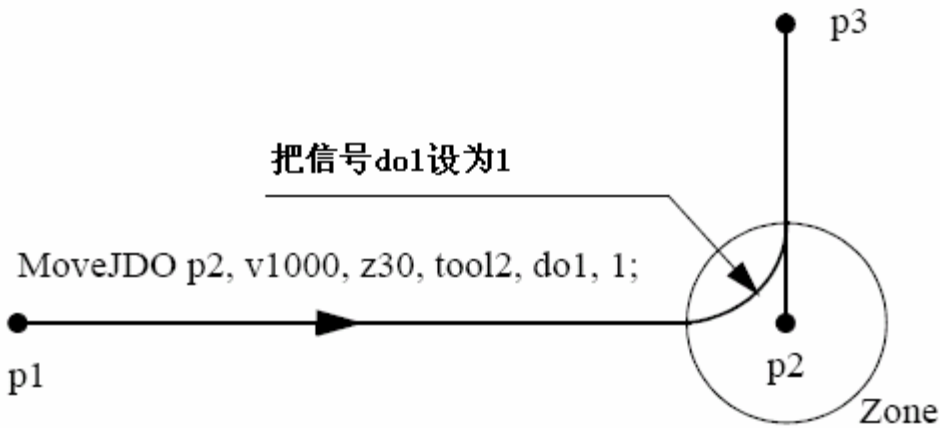 p3
把信号do1设为1
MoveJDO p2, v1000, z30, tool2, do1, 1;
p1
p2
Zone